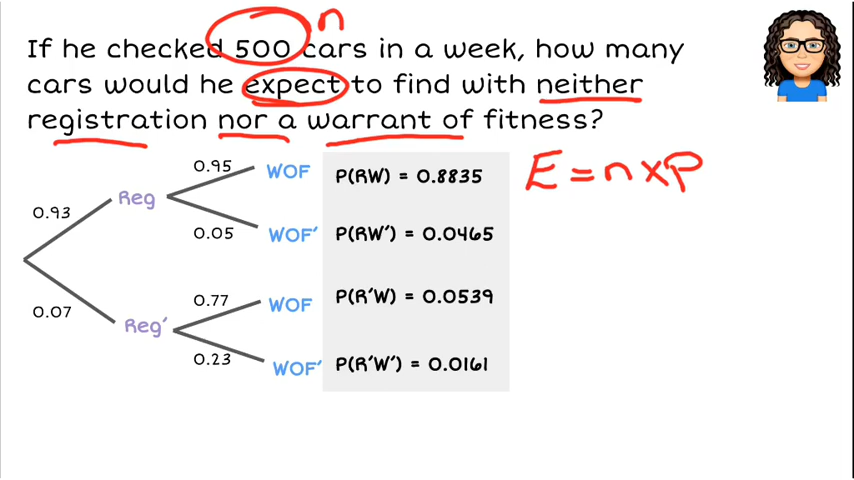 n
If he checked 500 cars in a week, how many
cars would he expect to find with neither
registration nor a warrant of fitness?
E = n x P
0.95
WOF
P(RW) = 0.8835
Reg
0.93
0.05
WOF'
P(RW') = 0.0465
0.77
WOF
P(R'W) = 0.0539
0.07
Reg'
0.23
WOF'
P(R'W') = 0.0161